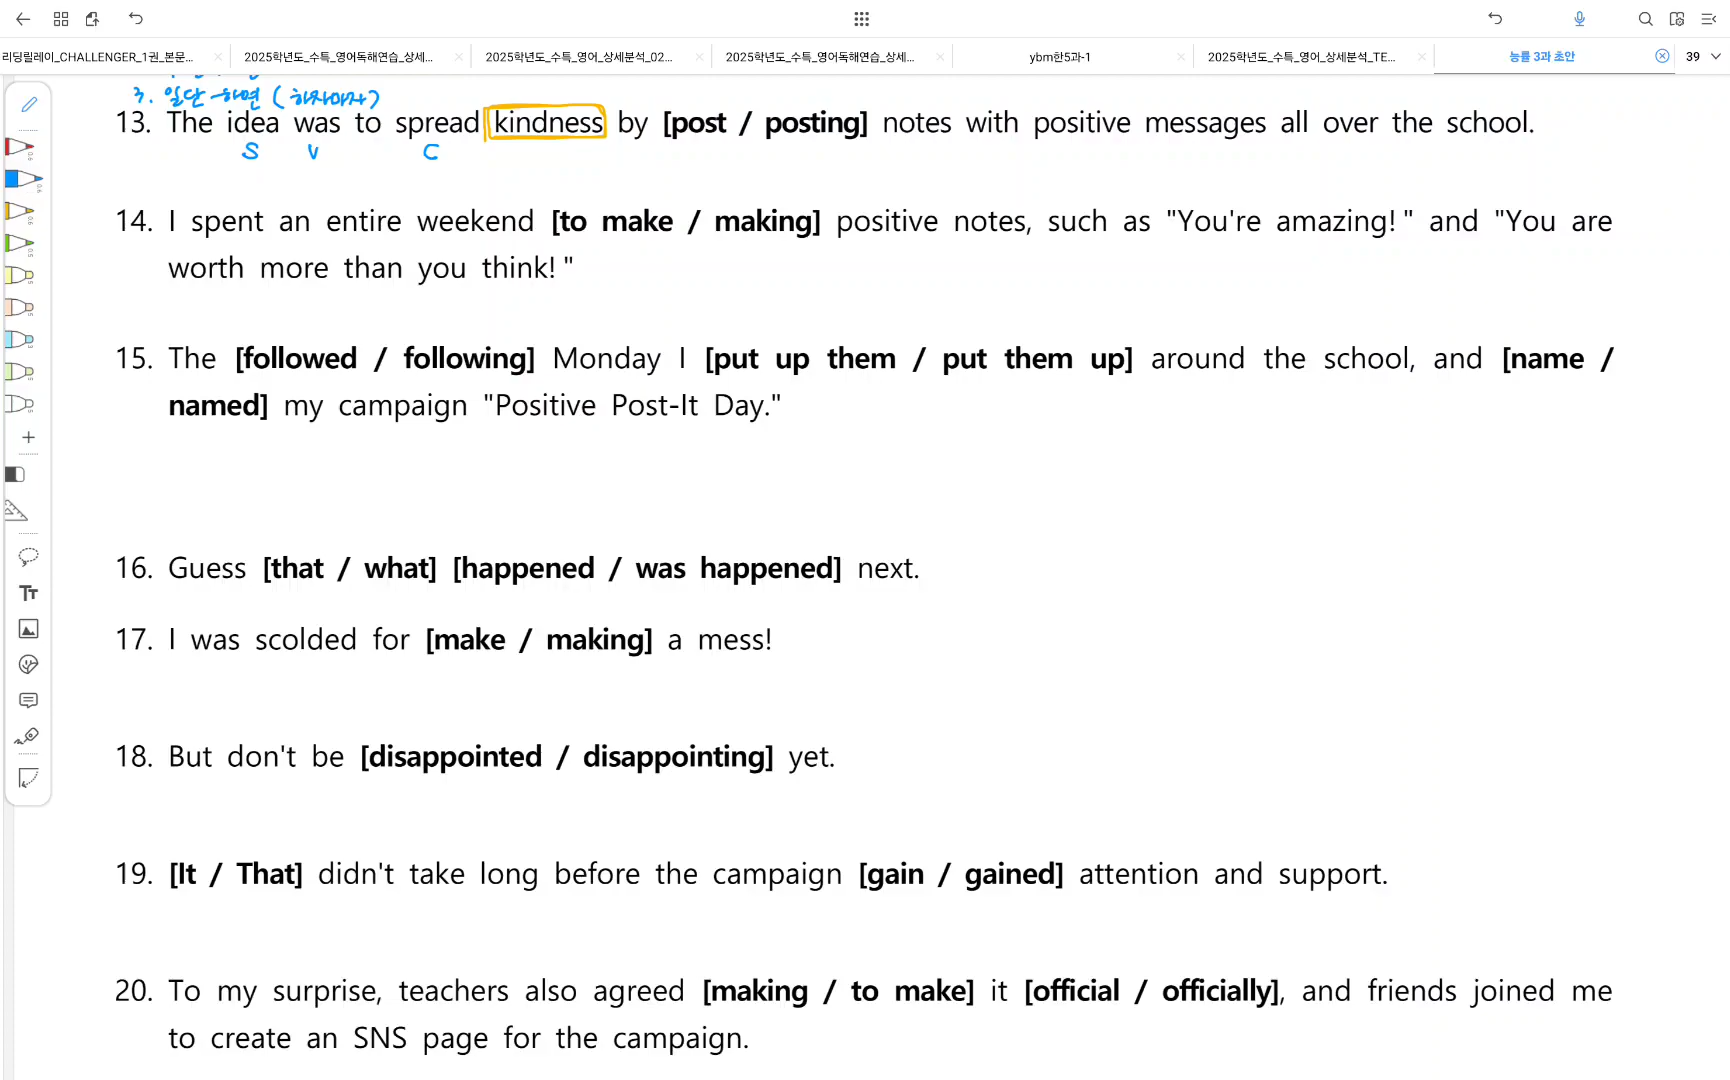 리딩릴레이_CHALLENGER_1권_본문...
2025학년도_수특_영어독해연습_상세...
2025학년도_수특_영어_상세분석_02...
2025학년도_수특_영어독해연습_상세...
ybm한5과-1
2025학년도_수특_영어_상세분석_TE...
능률 3과 초안
39
3. 일단 -하면 (하자마자)
13. The idea was to spread kindness by [post / posting] notes with positive messages all over the school.
S V C
14. I spent an entire weekend [to make / making] positive notes, such as "You're amazing!" and "You are
worth more than you think!"
15. The [followed / following] Monday I [put up them / put them up] around the school, and [name /
named] my campaign "Positive Post-It Day."
16. Guess [that / what] [happened / was happened] next.
17. I was scolded for [make / making] a mess!
18. But don't be [disappointed / disappointing] yet.
19. [It / That] didn't take long before the campaign [gain / gained] attention and support.
20. To my surprise, teachers also agreed [making / to make] it [official / officially], and friends joined me
to create an SNS page for the campaign.